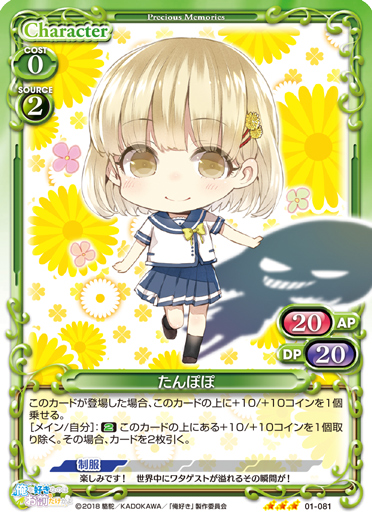 Precious Memories
Character
COST
0
SOURCE
2
20 AP
DP 20
たんぽぽ
このカードが登場した場合、このカードの上に+10/+10コインを1個
乗せる。
[メイン/自分]:2 このカードの上にある+10/+10コインを1個取
り除く。その場合、カードを2枚引く。
制服
楽しみです! 世界中にワタゲストが溢れるその瞬間が!
©2018 駱駝/KADOKAWA/「俺好き」製作委員会
★★★ 01-081